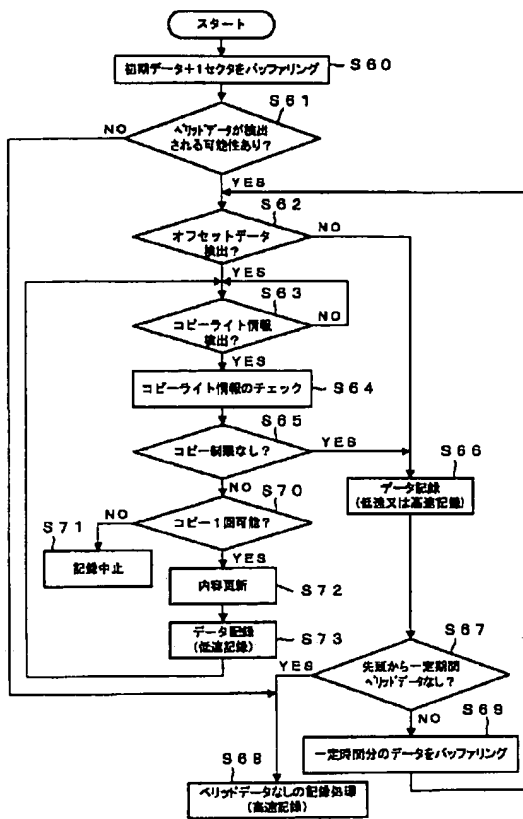 スタート
初期データ+1セクタをバッファリング
S60
S61
NO
ベリッドデータが検出
される可能性あり?
YES
S62
NO
オフセットデータ
検出?
YES
S63
NO
コピーライト情報
検出?
YES
コピーライト情報のチェック
S64
S65
コピー制限なし?
YES
S66
データ記録
(低速又は高速記録)
NO
S70
コピー1回可能?
NO
S71
記録中止
YES
内容更新
S72
データ記録
(低速記録)
S73
S67
YES
先頭から一定期間
ベリッドデータなし?
NO
S69
一定時間分のデータをバッファリング
S68
ベリッドデータなしの記録処理
(高速記録)